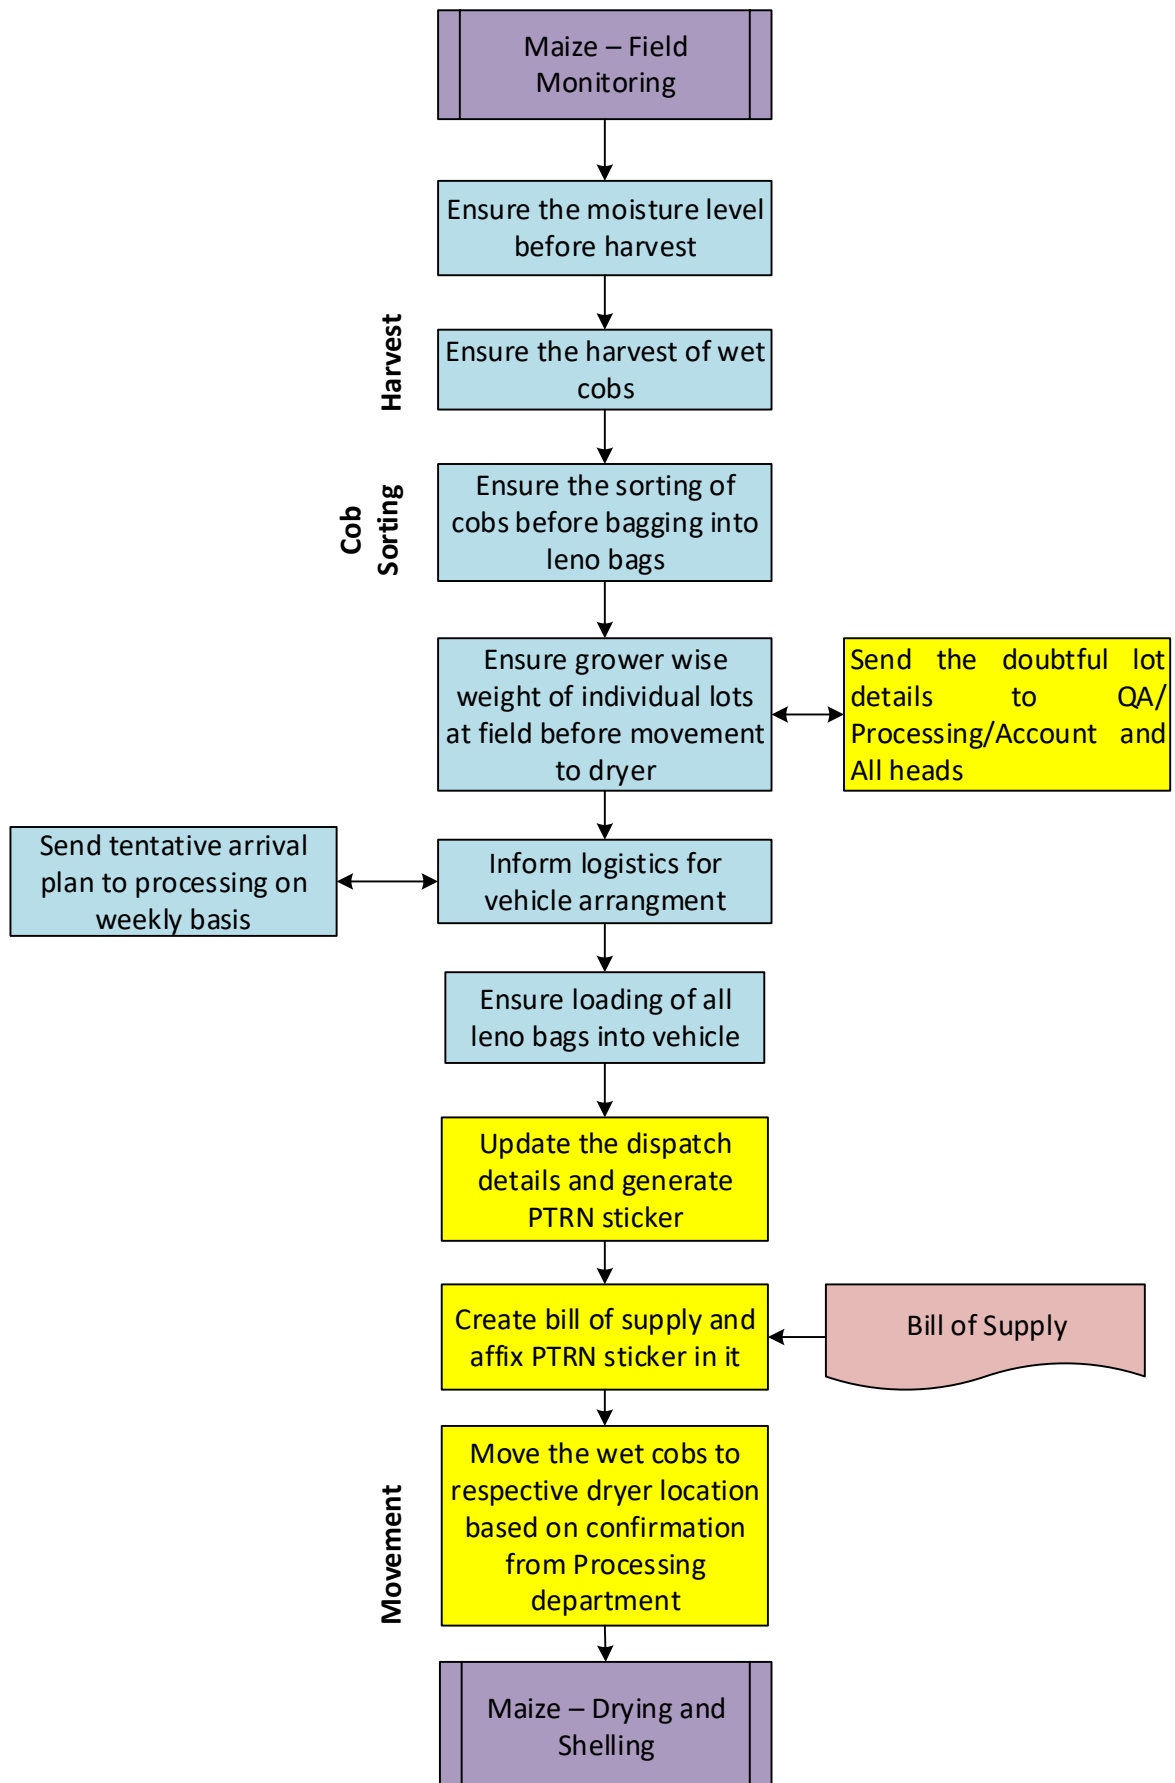 Maize – Field
Monitoring
Ensure the moisture level
before harvest
Harvest
Ensure the harvest of wet
cobs
Cob
Sorting
Ensure the sorting of
cobs before bagging into
leno bags
Ensure grower wise
weight of individual lots
at field before movement
to dryer
Send the doubtful lot
details to QA/
Processing/Account and
All heads
Send tentative arrival
plan to processing on
weekly basis
Inform logistics for
vehicle arrangment
Ensure loading of all
leno bags into vehicle
Update the dispatch
details and generate
PTRN sticker
Create bill of supply and
affix PTRN sticker in it
Bill of Supply
Movement
Move the wet cobs to
respective dryer location
based on confirmation
from Processing
department
Maize – Drying and
Shelling